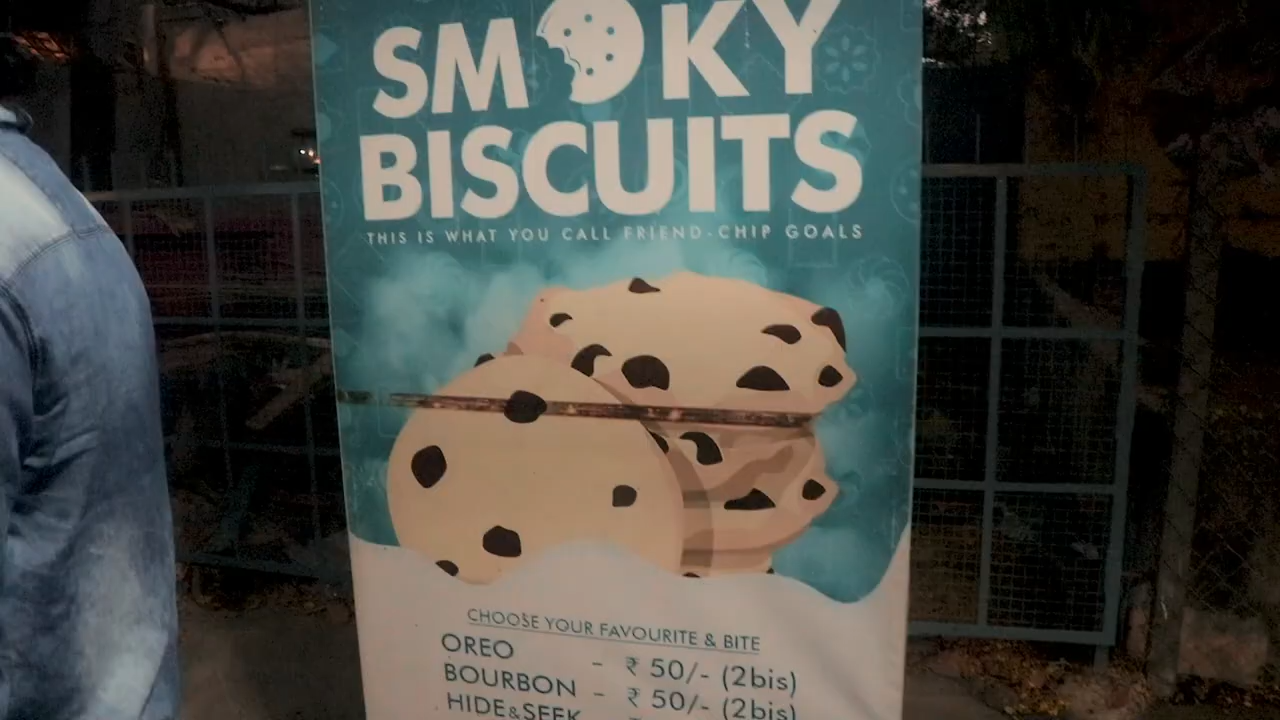 SMOKY
BISCUITS
THIS IS WHAT YOU CALL FRIEND-CHIP GOALS
CHOOSE YOUR FAVOURITE & BITE
OREO - ₹ 50/- (2bis)
BOURBON - ₹ 50/- (2bis)
HIDE&SEEK